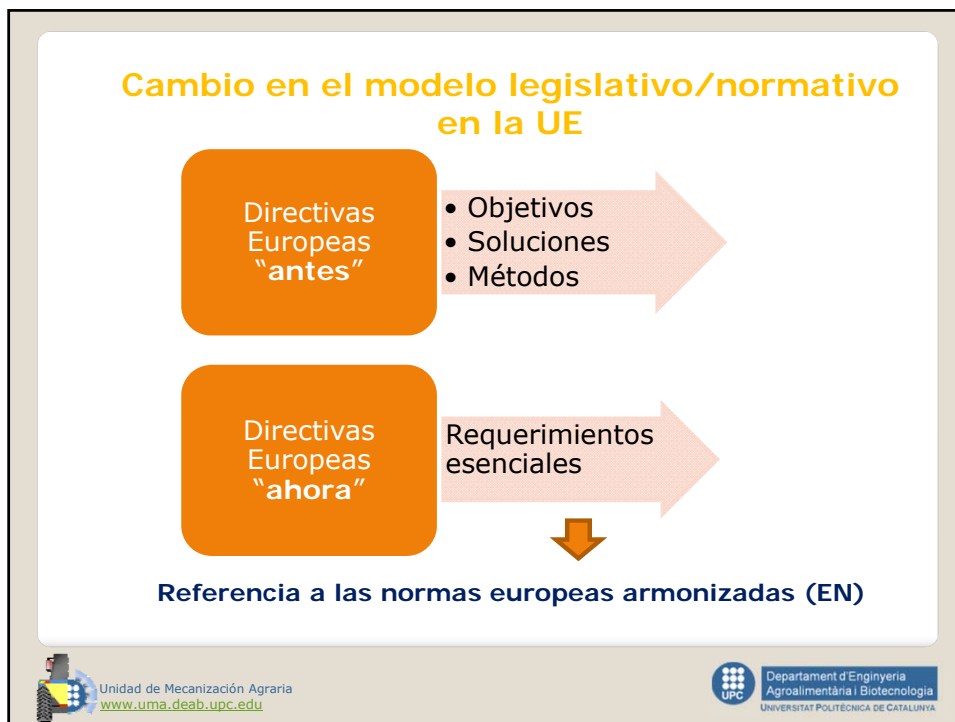 Cambio en el modelo legislativo/normativo
en la UE
Directivas
Europeas
“antes”
• Objetivos
• Soluciones
• Métodos
Directivas
Europeas
“ahora”
Requerimientos
esenciales
Referencia a las normas europeas armonizadas (EN)
Unidad de Mecanización Agraria
www.uma.deab.upc.edu
UPC
Departament d'Enginyeria
Agroalimentària i Biotecnologia
UNIVERSITAT POLITÈCNICA DE CATALUNYA